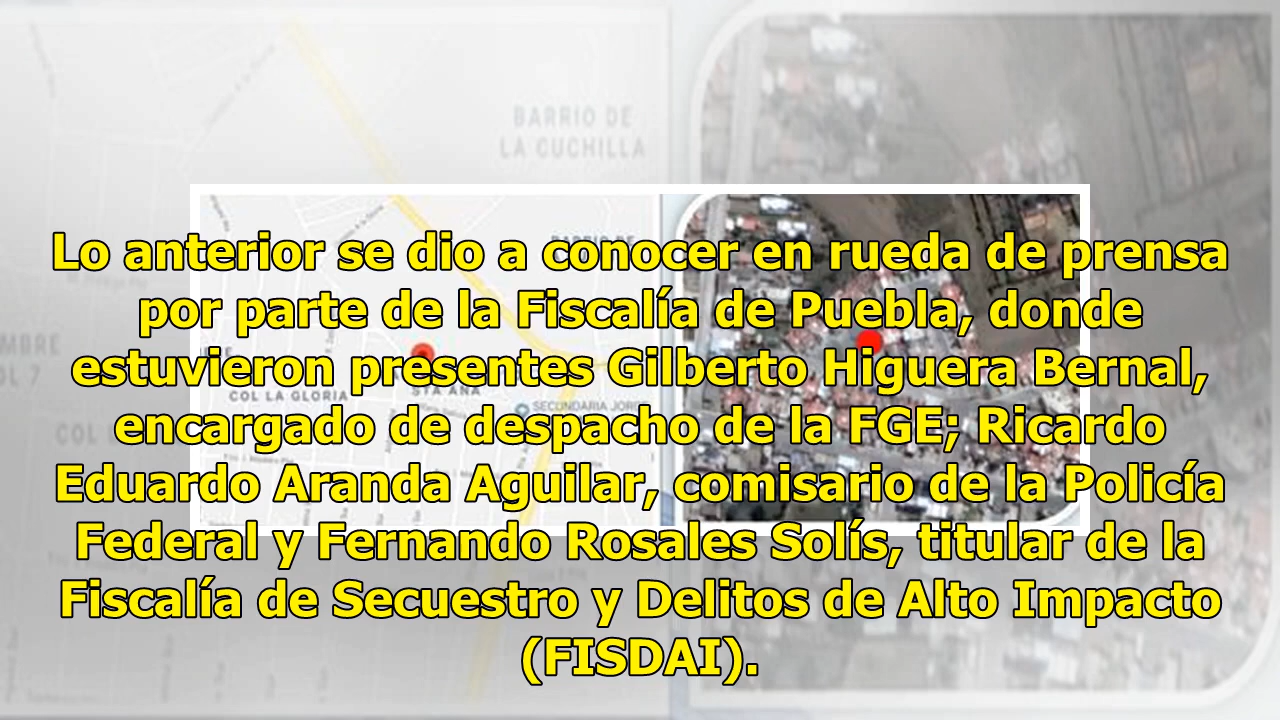 BARRIO DE
LA CUCHILLA
Lo anterior se dio a conocer en rueda de prensa
por parte de la Fiscalía de Puebla, donde
estuvieron presentes Gilberto Higuera Bernal,
encargado de despacho de la FGE; Ricardo
Eduardo Aranda Aguilar, comisario de la Policía
Federal y Fernando Rosales Solís, titular de la
Fiscalía de Secuestro y Delitos de Alto Impacto
(FISDAI).
COL LA GLORIA
STA ANA
SECUNDARIA JORGE